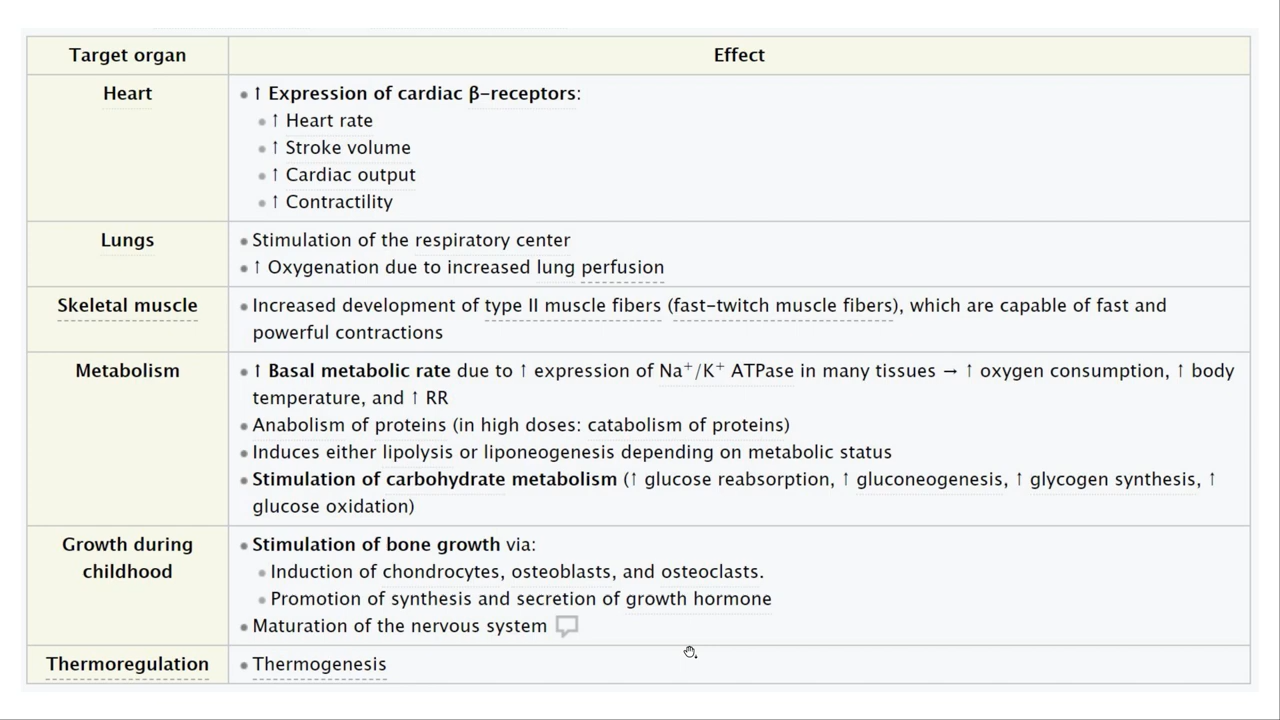 Target organ
Effect
Heart
• ↑ Expression of cardiac β-receptors:
• ↑ Heart rate
• ↑ Stroke volume
• ↑ Cardiac output
• ↑ Contractility
Lungs
• Stimulation of the respiratory center
• ↑ Oxygenation due to increased lung perfusion
Skeletal muscle
• Increased development of type II muscle fibers (fast-twitch muscle fibers), which are capable of fast and
powerful contractions
Metabolism
• ↑ Basal metabolic rate due to ↑ expression of Na⁺/K⁺ ATPase in many tissues → ↑ oxygen consumption, ↑ body
temperature, and ↑ RR
• Anabolism of proteins (in high doses: catabolism of proteins)
• Induces either lipolysis or liponeogenesis depending on metabolic status
• Stimulation of carbohydrate metabolism (↑ glucose reabsorption, ↑ gluconeogenesis, ↑ glycogen synthesis, ↑
glucose oxidation)
Growth during
childhood
• Stimulation of bone growth via:
• Induction of chondrocytes, osteoblasts, and osteoclasts.
• Promotion of synthesis and secretion of growth hormone
• Maturation of the nervous system
Thermoregulation
• Thermogenesis